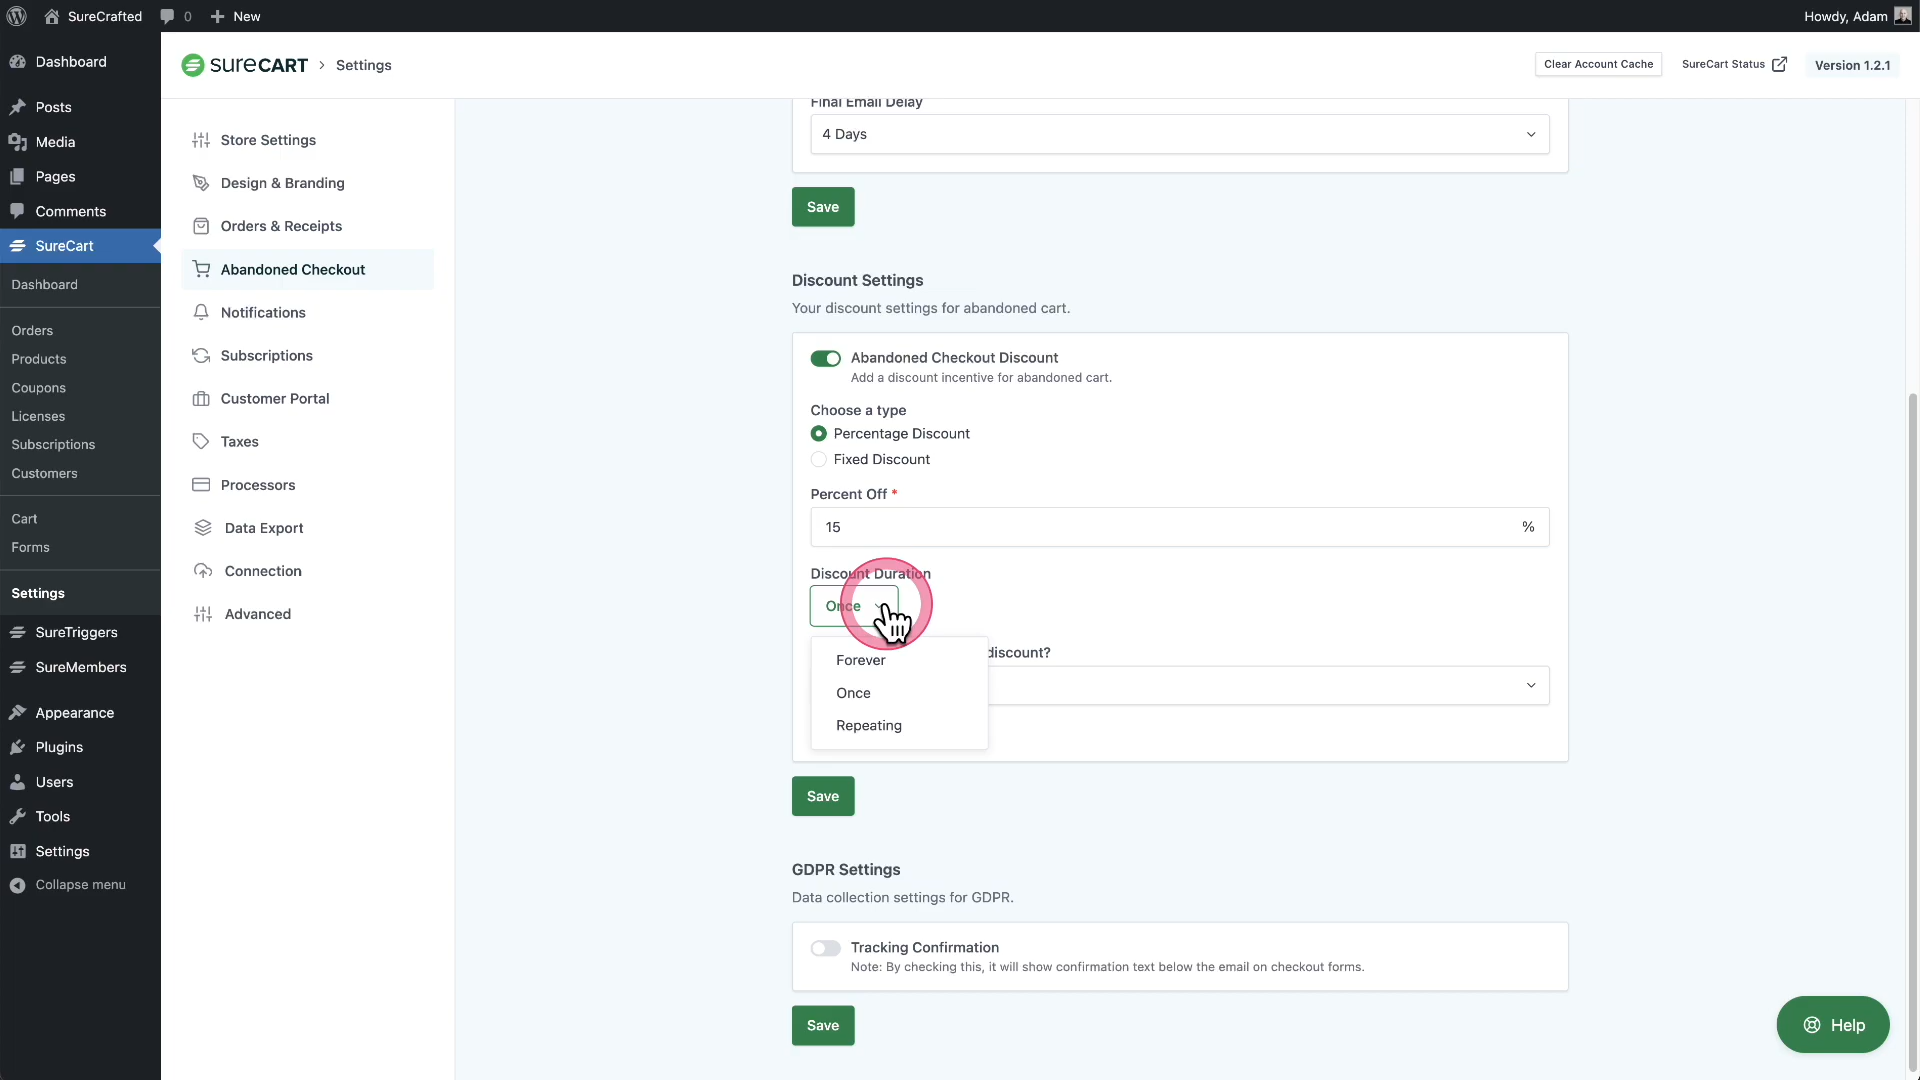 SureCrafted
0
New
Howdy, Adam
Dashboard
Posts
Media
Pages
Comments
SureCart
Dashboard
Orders
Products
Coupons
Licenses
Subscriptions
Customers
Cart
Forms
Settings
SureTriggers
SureMembers
Appearance
Plugins
Users
Tools
Settings
Collapse menu
SURECART
Settings
Clear Account Cache
SureCart Status
Version 1.2.1
Store Settings
Design & Branding
Orders & Receipts
Abandoned Checkout
Notifications
Subscriptions
Customer Portal
Taxes
Processors
Data Export
Connection
Advanced
Final Email Delay
4 Days
Save
Discount Settings
Your discount settings for abandoned cart.
Abandoned Checkout Discount
Add a discount incentive for abandoned cart.
Choose a type
Percentage Discount
Fixed Discount
Percent Off *
15 %
Discount Duration
Once
discount?
Forever
Once
Repeating
Save
GDPR Settings
Data collection settings for GDPR.
Tracking Confirmation
Note: By checking this, it will show confirmation text below the email on checkout forms.
Save
Help